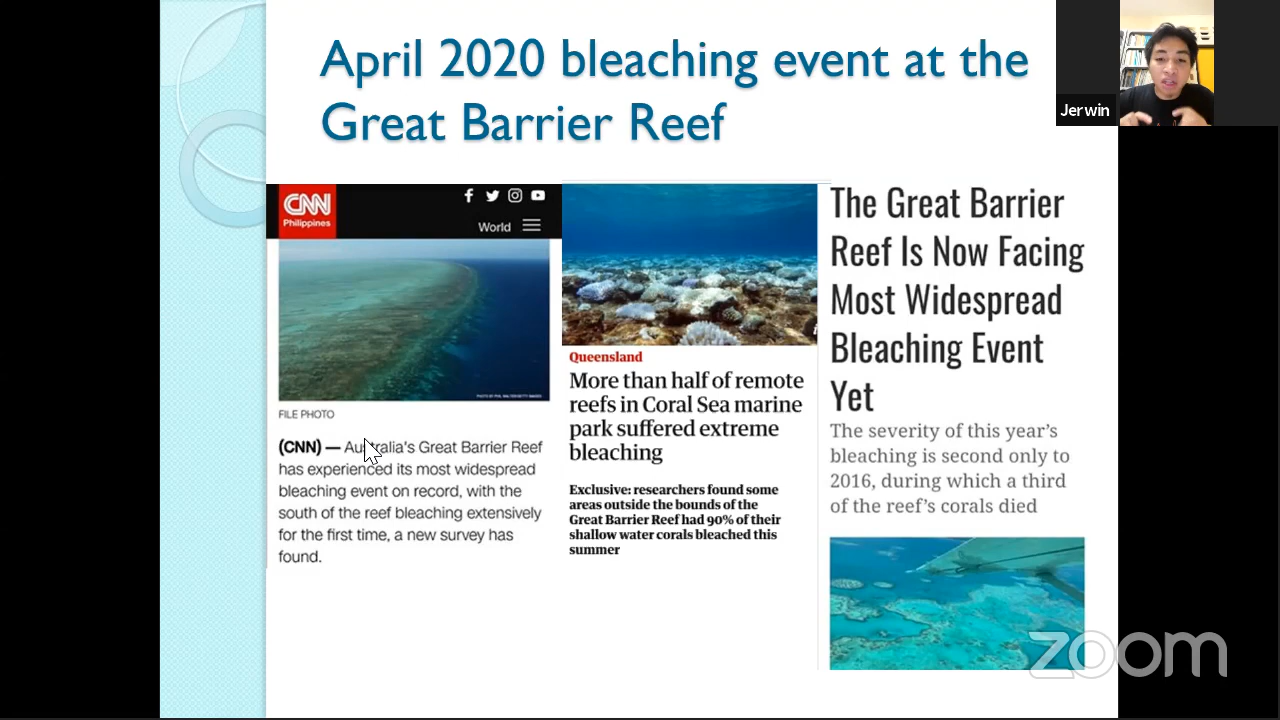 April 2020 bleaching event at the
Great Barrier Reef
Jerwin
CNN
Philippines
World
FILE PHOTO
(CNN) — Australia's Great Barrier Reef
has experienced its most widespread
bleaching event on record, with the
south of the reef bleaching extensively
for the first time, a new survey has
found.
Queensland
More than half of remote
reefs in Coral Sea marine
park suffered extreme
bleaching
Exclusive: researchers found some
areas outside the bounds of the
Great Barrier Reef had 90% of their
shallow water corals bleached this
summer
The Great Barrier
Reef Is Now Facing
Most Widespread
Bleaching Event
Yet
The severity of this year's
bleaching is second only to
2016, during which a third
of the reef's corals died
zoom